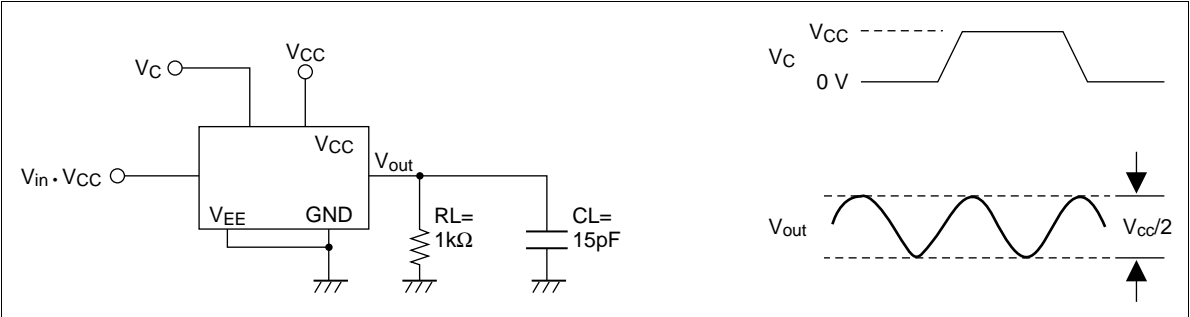 VC
VCC
VCC
Vin · VCC
Vout
VEE
GND
RL=
1kΩ
CL=
15pF
VCC
VC
0 V
Vout
Vcc/2